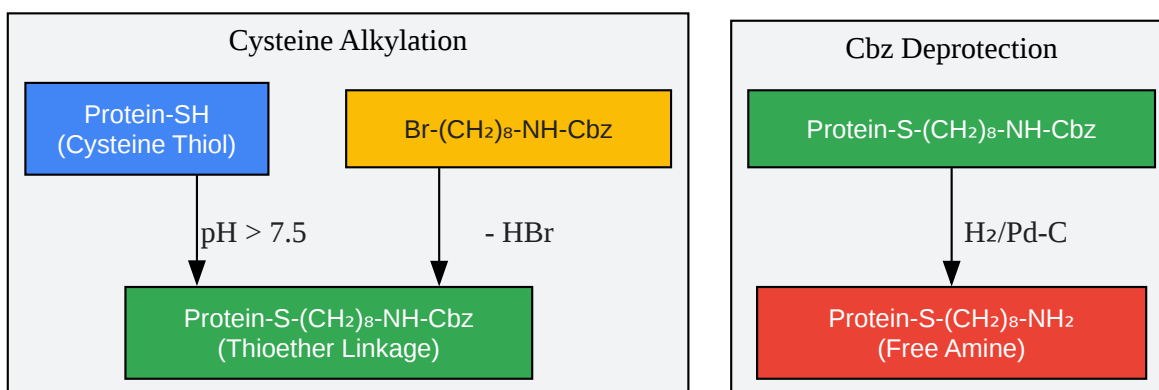 Cysteine Alkylation
Protein-SH
(Cysteine Thiol)
Br-(CH₂)₈-NH-Cbz
pH > 7.5
- HBr
Protein-S-(CH₂)₈-NH-Cbz
(Thioether Linkage)
Cbz Deprotection
Protein-S-(CH₂)₈-NH-Cbz
H₂/Pd-C
Protein-S-(CH₂)₈-NH₂
(Free Amine)